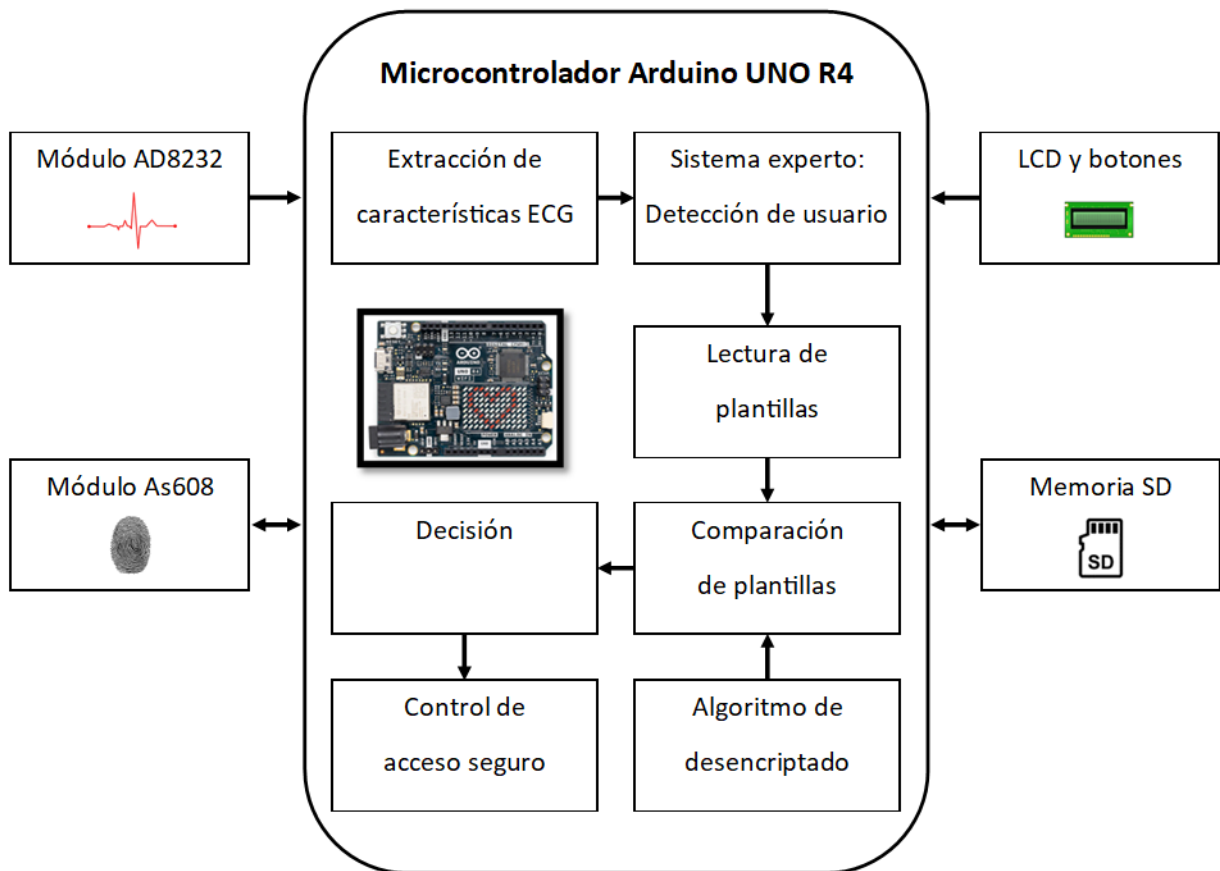 Microcontrolador Arduino UNO R4
Módulo AD8232
Extracción de
características ECG
Sistema experto:
Detección de usuario
LCD y botones
Lectura de
plantillas
Módulo As608
Decisión
Comparación
de plantillas
Memoria SD
SD
Control de
acceso seguro
Algoritmo de
desencriptado